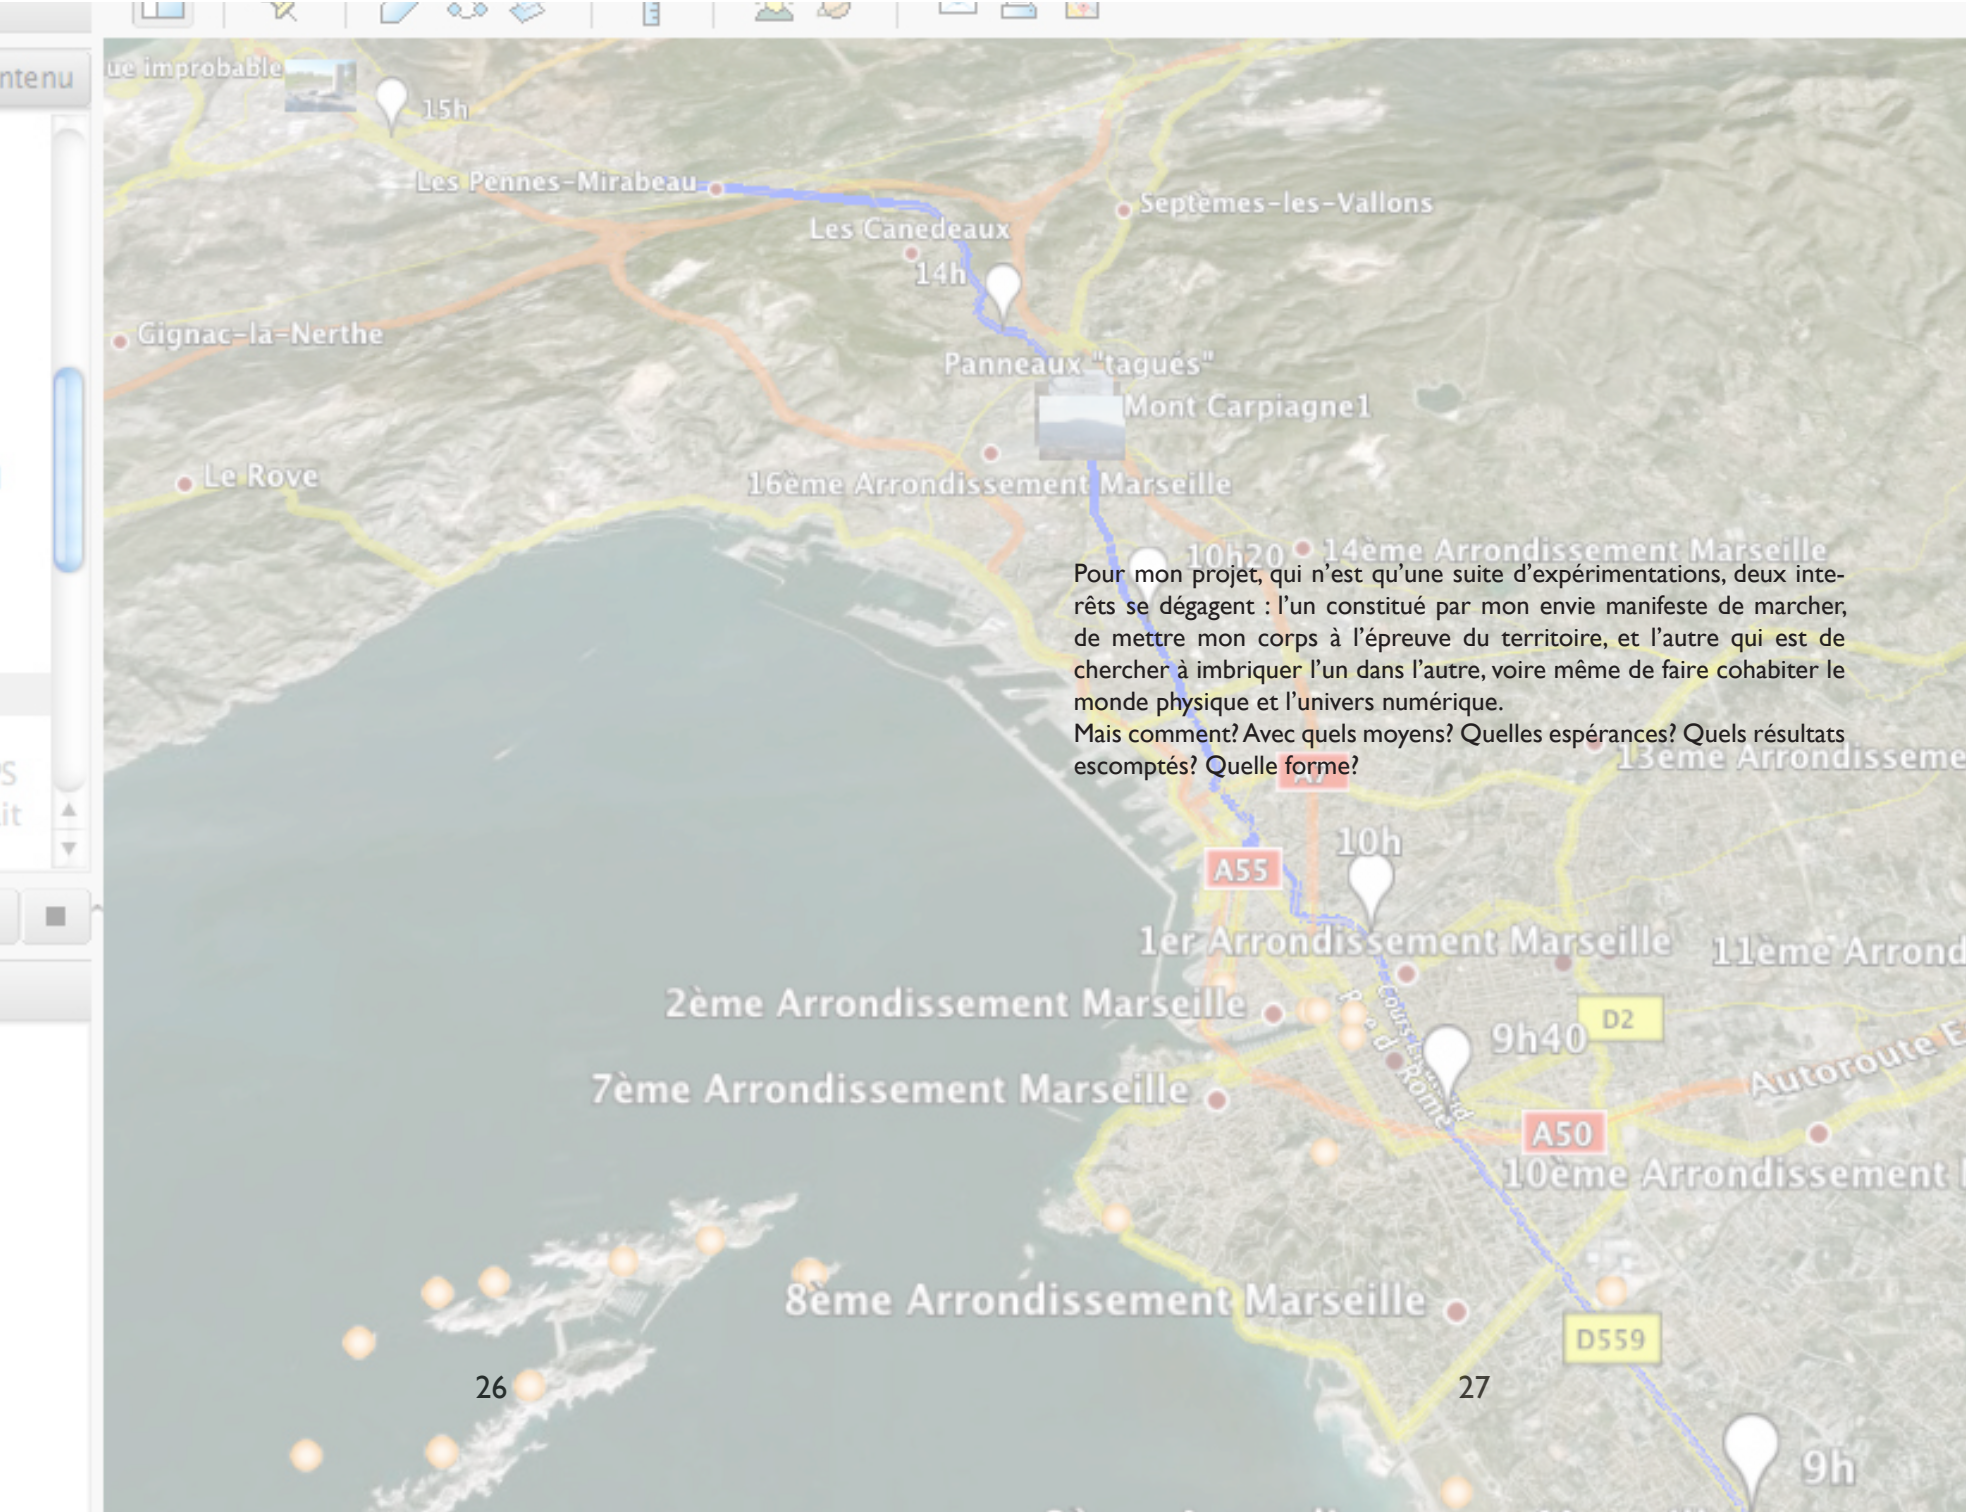 ntenu
ue improbable
15h
Les Pennes-Mirabeau
Septèmes-les-Vallons
Les Canedeaux
14h
Gignac-la-Nerthe
Panneaux "tagués"
Mont Carpiagne1
Le Rove
16ème Arrondissement Marseille
10h20
14ème Arrondissement Marseille
Pour mon projet, qui n'est qu'une suite d'expérimentations, deux inte-
rêts se dégagent : l'un constitué par mon envie manifeste de marcher,
de mettre mon corps à l'épreuve du territoire, et l'autre qui est de
chercher à imbriquer l'un dans l'autre, voire même de faire cohabiter le
monde physique et l'univers numérique.
Mais comment? Avec quels moyens? Quelles espérances? Quels résultats
escomptés? Quelle forme?
13ème Arrondisseme
A7
S
it
10h
A55
1er Arrondissement Marseille
11ème Arrond
2ème Arrondissement Marseille
D2
9h40
R e d Rome
Cours L
Autoroute E
7ème Arrondissement Marseille
A50
10ème Arrondissement
8ème Arrondissement Marseille
D559
26
27
9h